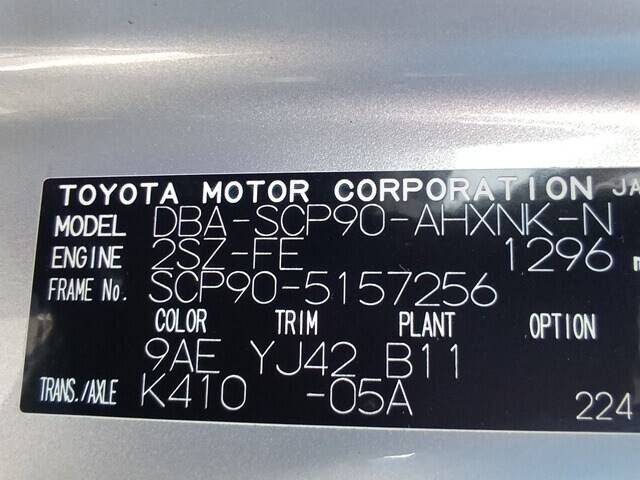 TOYOTA MOTOR CORPORATION JA
MODEL DBA-SCP90-AHXNK-N
ENGINE 2SZ-FE 1296 m
FRAME No. SCP90-5157256
COLOR TRIM PLANT OPTION
9AE YJ42 B11
TRANS./AXLE K410 -05A
224